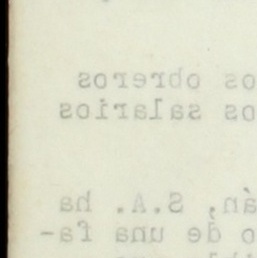 os obreros
os salarios
án, S.A. ha
o de una fa-